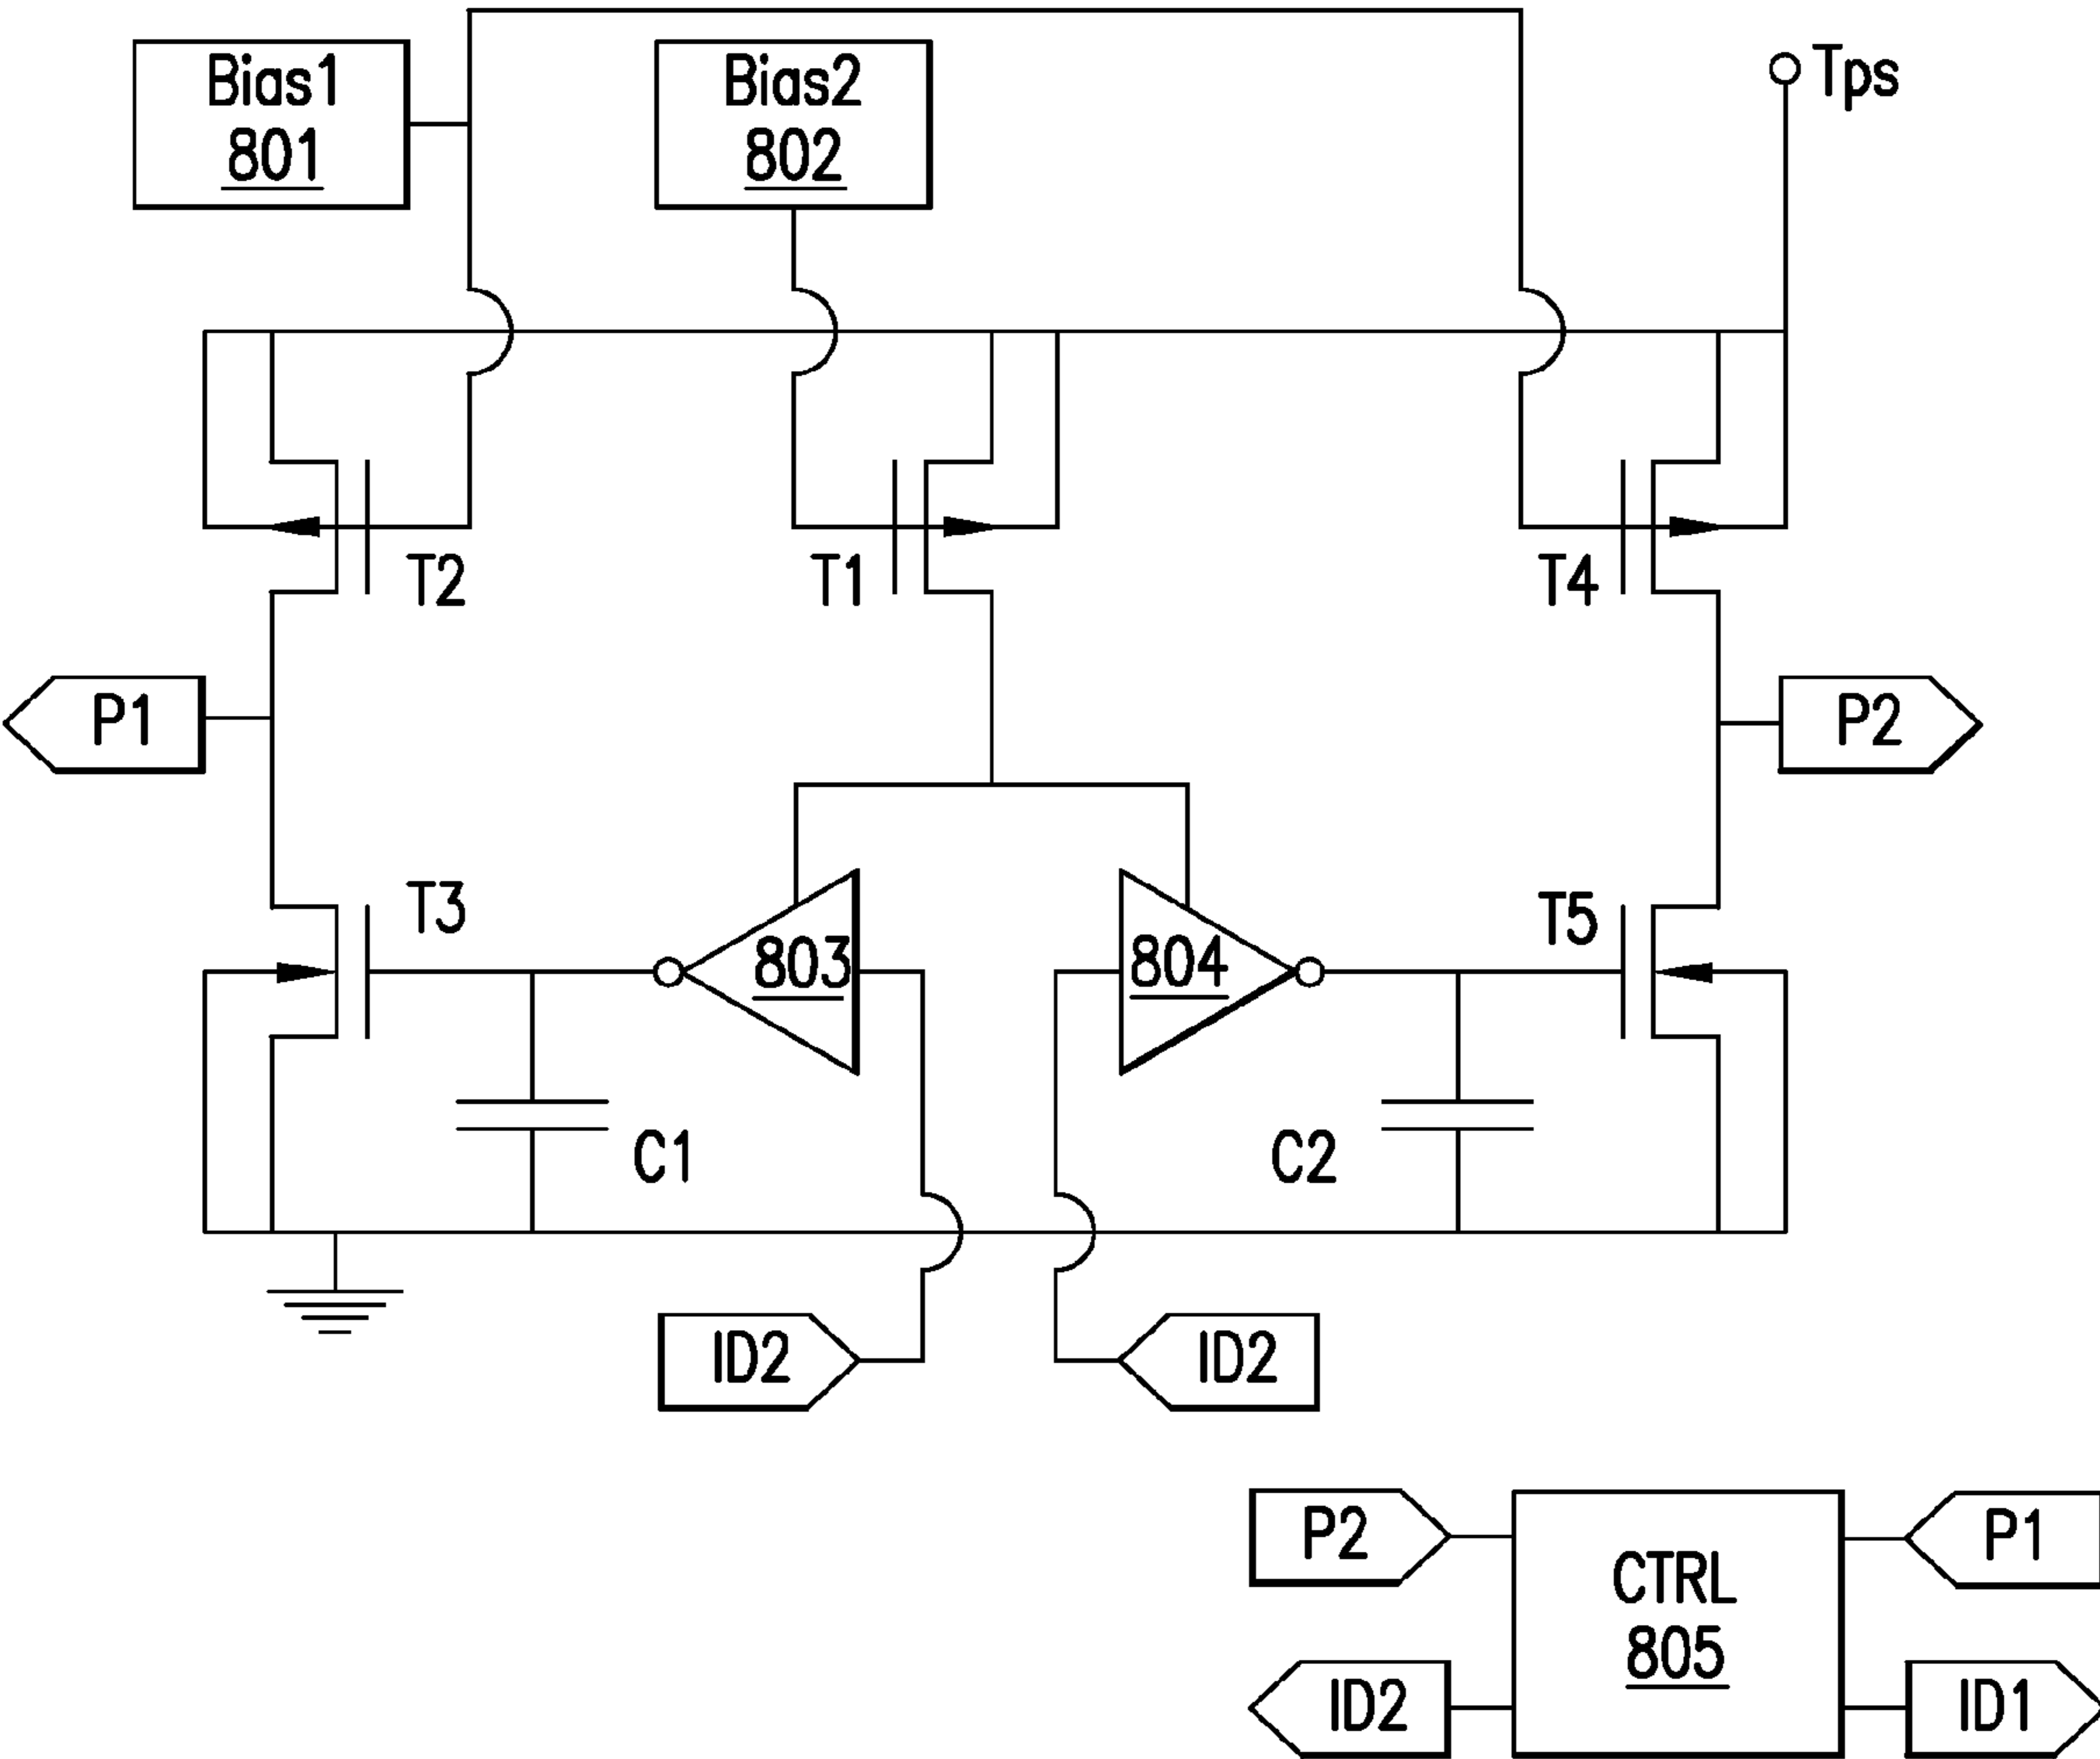 Bias1
801
Bias2
802
Tps
T2
T1
T4
P1
P2
T3
803
804
T5
C1
C2
ID2
ID2
P2
CTRL
805
P1
ID2
ID1